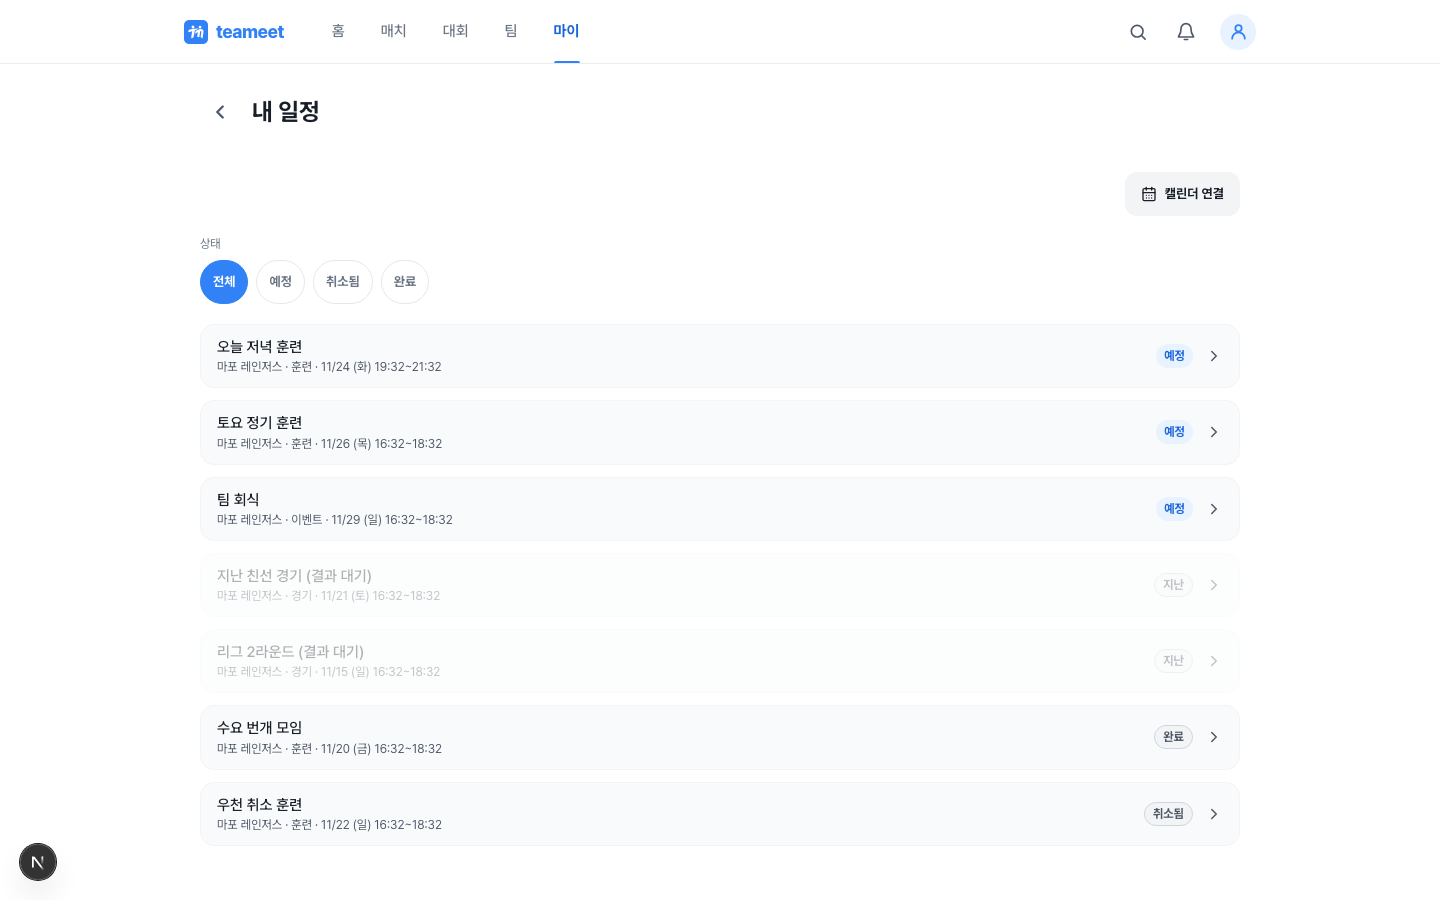 teameet
홈
매치
대회
팀
마이
내 일정
캘린더 연결
상태
전체
예정
취소됨
완료
오늘 저녁 훈련
마포 레인저스 · 훈련 · 11/24 (화) 19:32~21:32
예정
토요 정기 훈련
마포 레인저스 · 훈련 · 11/26 (목) 16:32~18:32
예정
팀 회식
마포 레인저스 · 이벤트 · 11/29 (일) 16:32~18:32
예정
지난 친선 경기 (결과 대기)
마포 레인저스 · 경기 · 11/21 (토) 16:32~18:32
지난
리그 2라운드 (결과 대기)
마포 레인저스 · 경기 · 11/15 (일) 16:32~18:32
지난
수요 번개 모임
마포 레인저스 · 훈련 · 11/20 (금) 16:32~18:32
완료
우천 취소 훈련
마포 레인저스 · 훈련 · 11/22 (일) 16:32~18:32
취소됨
N